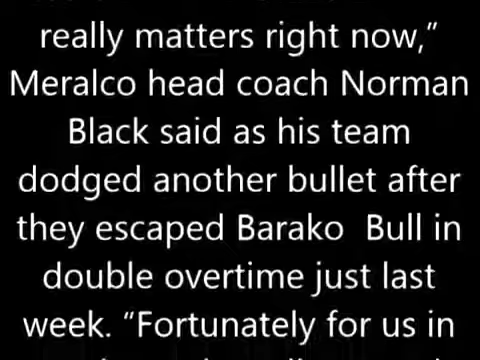 really matters right now,”
Meralco head coach Norman
Black said as his team
dodged another bullet after
they escaped Barako  Bull in
double overtime just last
week. “Fortunately for us in